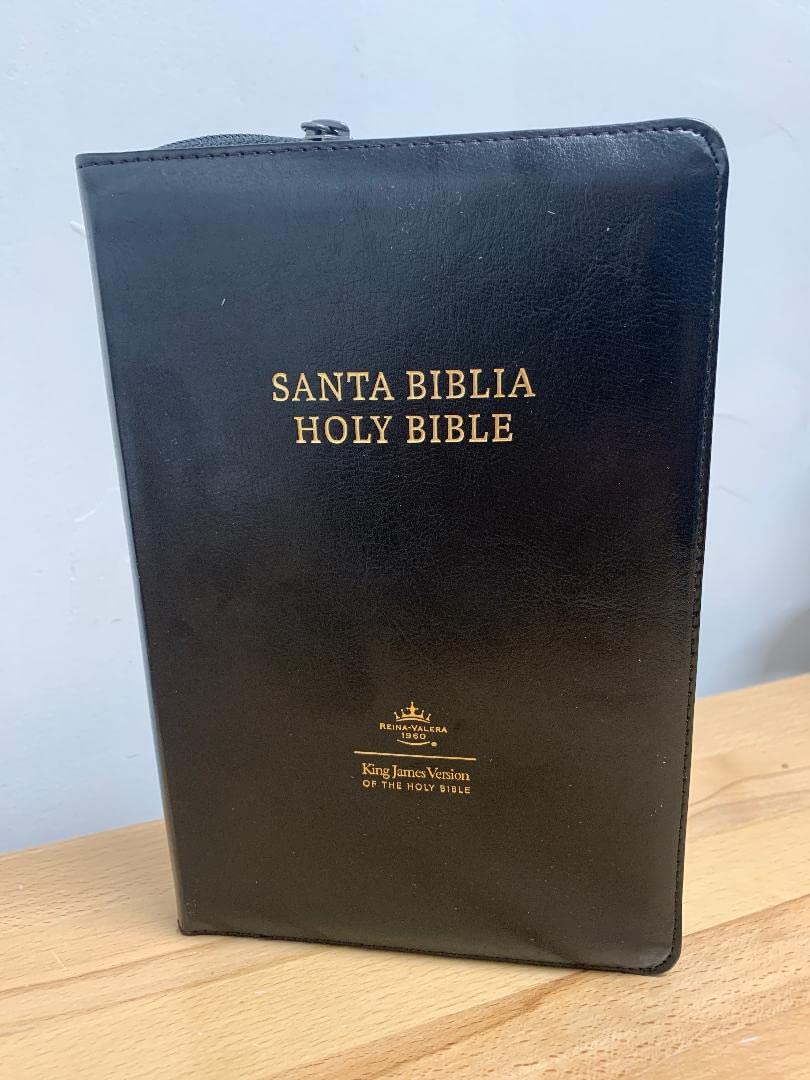 SANTA BIBLIA
HOLY BIBLE
REINA-VALERA
1960
®
King James Version
OF THE HOLY BIBLE